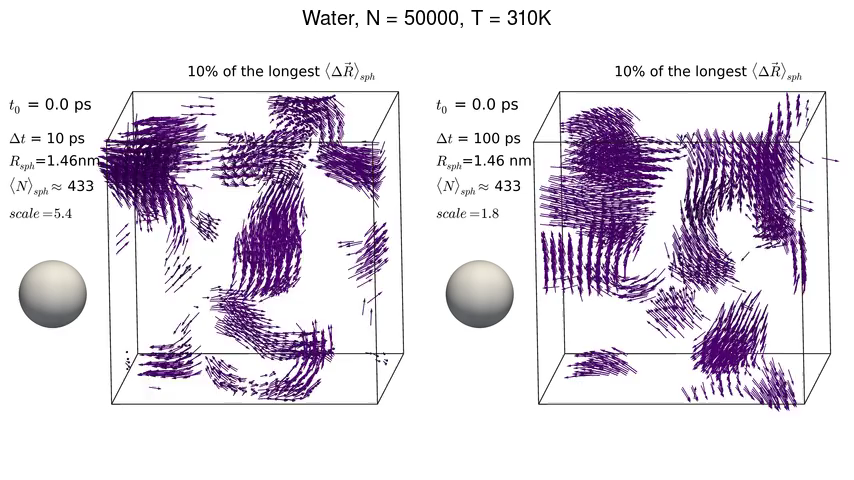 Water, N = 50000, T = 310K
10% of the longest ⟨ΔR⃗⟩sph
t0 = 0.0 ps
Δt = 10 ps
Rsph=1.46nm
⟨N⟩sph≈ 433
scale=5.4
10% of the longest ⟨ΔR⃗⟩sph
t0 = 0.0 ps
Δt = 100 ps
Rsph=1.46 nm
⟨N⟩sph≈ 433
scale=1.8